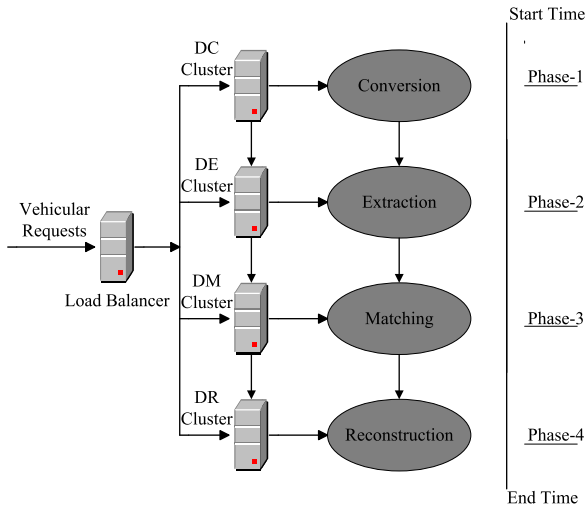 Start Time
DC
Cluster
Conversion
Phase-1
DE
Cluster
Extraction
Phase-2
Vehicular
Requests
Load Balancer
DM
Cluster
Matching
Phase-3
DR
Cluster
Reconstruction
Phase-4
End Time